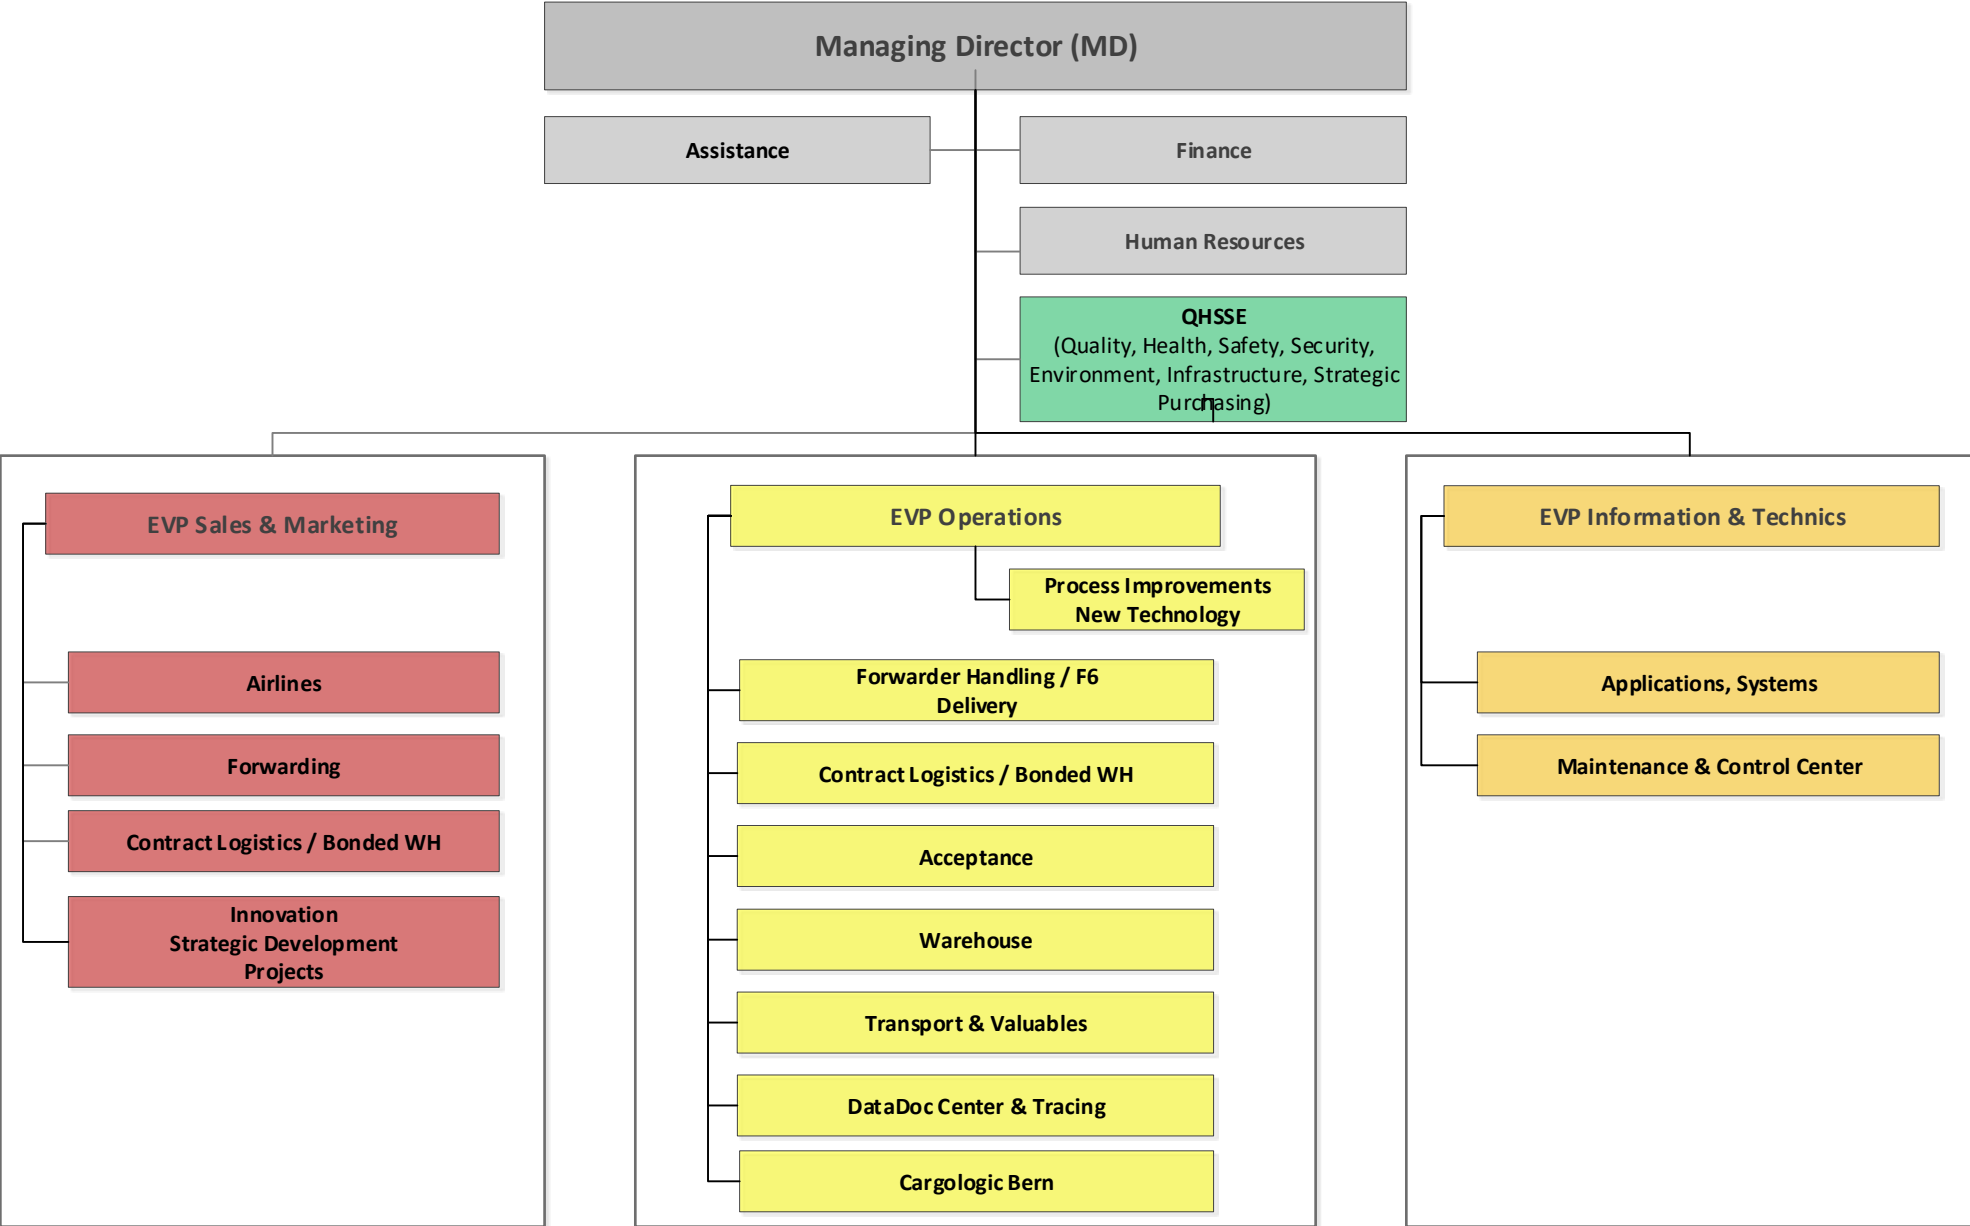 Managing Director (MD)
Assistance
Finance
Human Resources
QHSSE
(Quality, Health, Safety, Security,
Environment, Infrastructure, Strategic
Purchasing)
EVP Sales & Marketing
Airlines
Forwarding
Contract Logistics / Bonded WH
Innovation
Strategic Development
Projects
EVP Operations
Process Improvements
New Technology
Forwarder Handling / F6
Delivery
Contract Logistics / Bonded WH
Acceptance
Warehouse
Transport & Valuables
DataDoc Center & Tracing
Cargologic Bern
EVP Information & Technics
Applications, Systems
Maintenance & Control Center